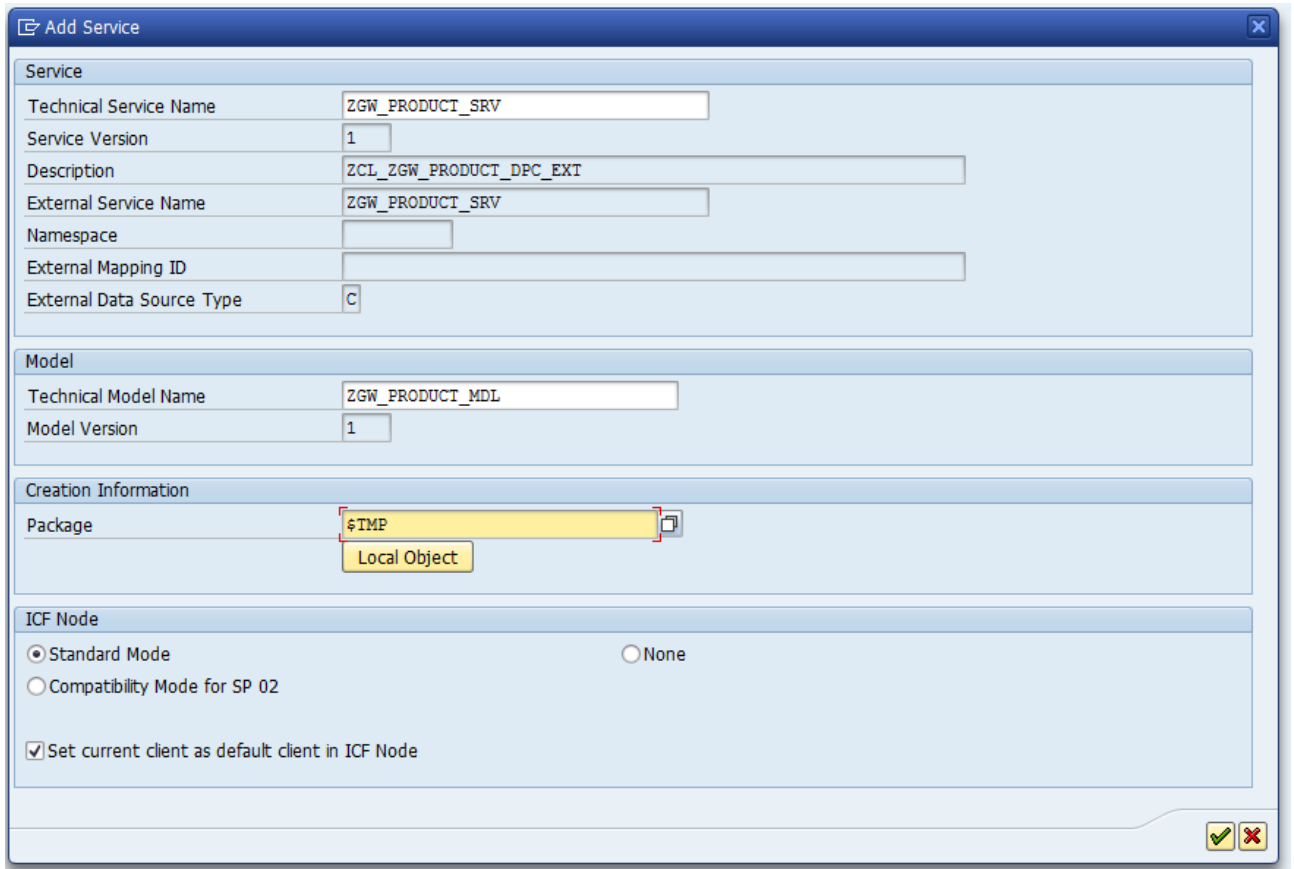 Add Service
Service
Technical Service Name ZGW_PRODUCT_SRV
Service Version 1
Description ZCL_ZGW_PRODUCT_DPC_EXT
External Service Name ZGW_PRODUCT_SRV
Namespace
External Mapping ID
External Data Source Type C
Model
Technical Model Name ZGW_PRODUCT_MDL
Model Version 1
Creation Information
Package $TMP
Local Object
ICF Node
Standard Mode None
Compatibility Mode for SP 02
Set current client as default client in ICF Node